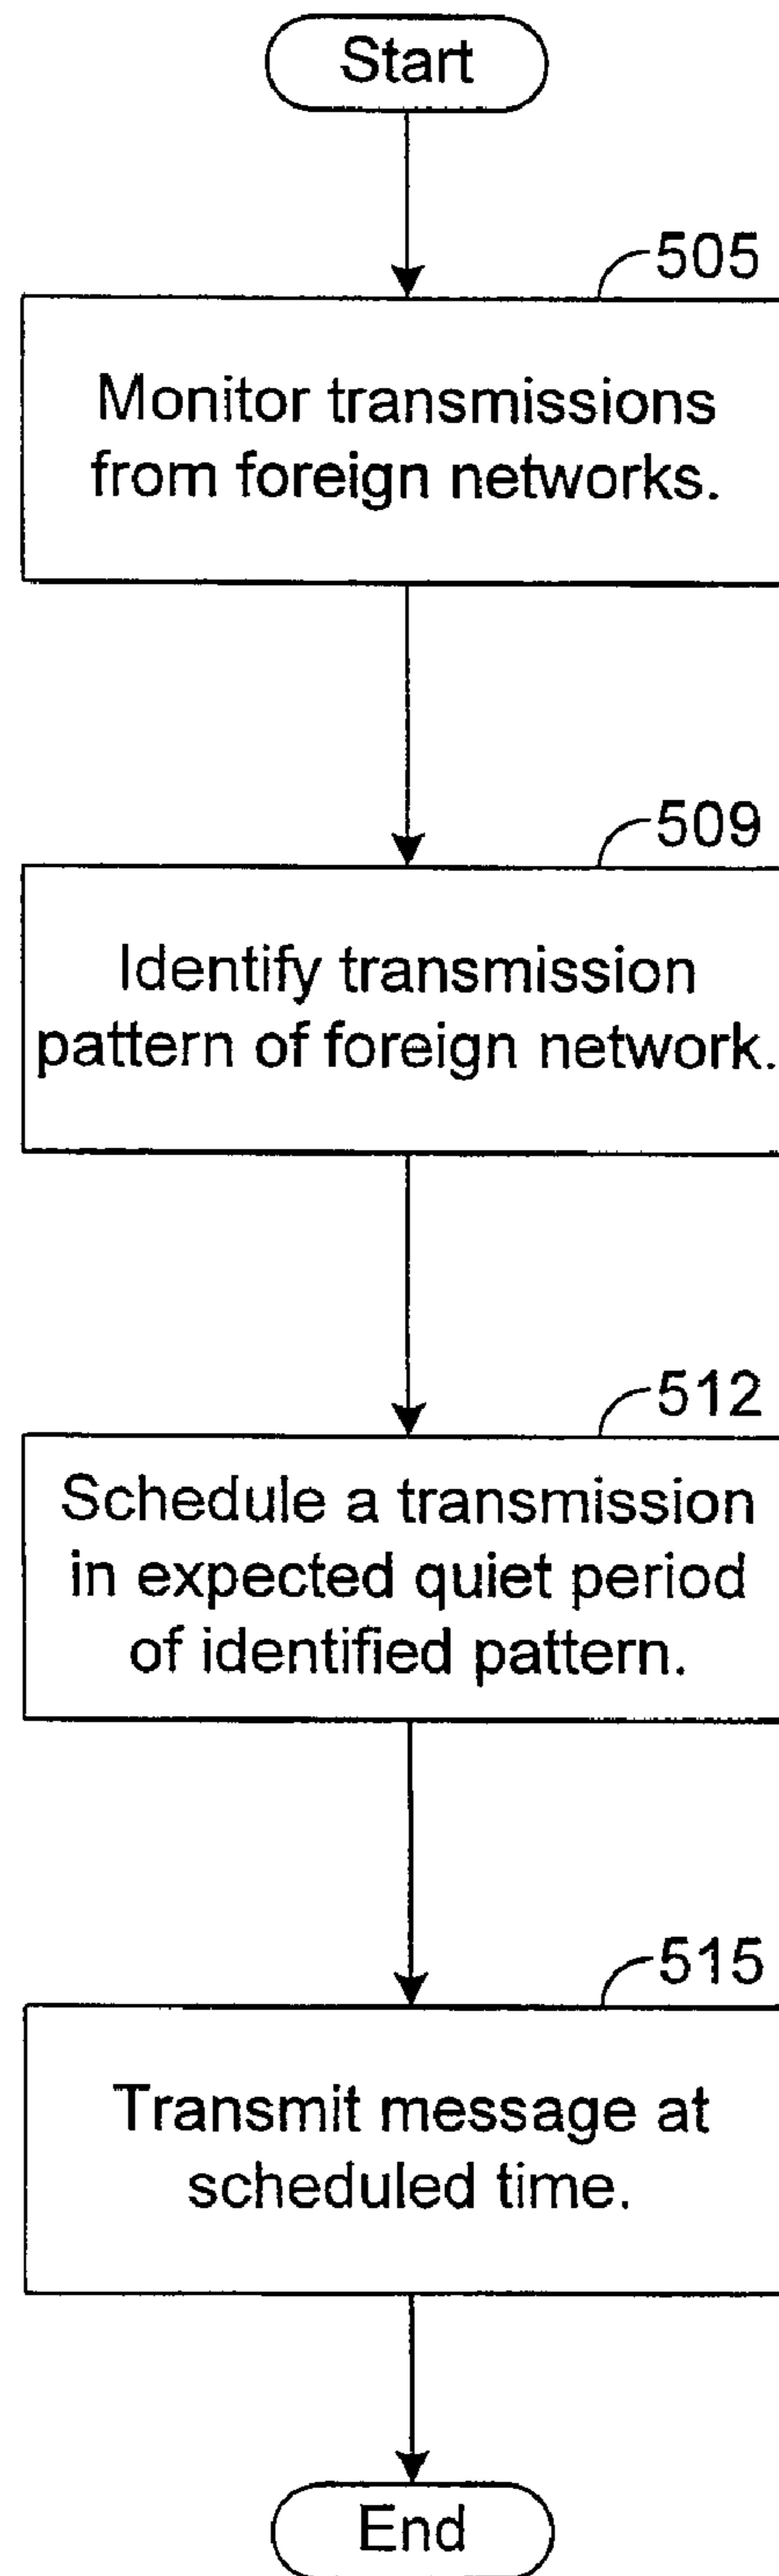 Start
505
Monitor transmissions
from foreign networks.
509
Identify transmission
pattern of foreign network.
512
Schedule a transmission
in expected quiet period
of identified pattern.
515
Transmit message at
scheduled time.
End